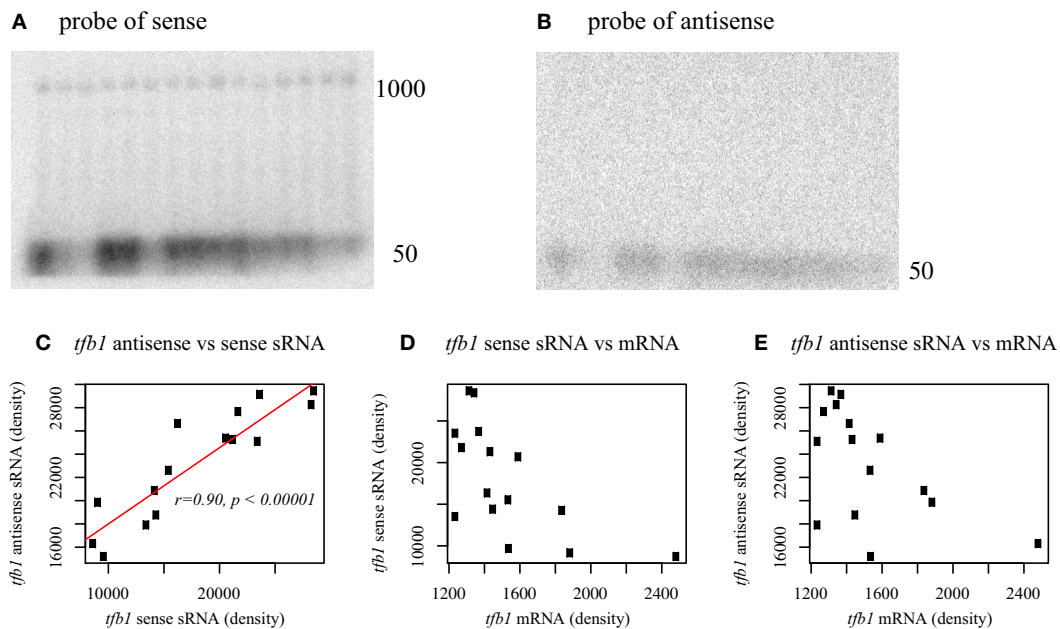 A probe of sense
1000
50
B probe of antisense
50
C tfb1 antisense vs sense sRNA
tfb1 antisense sRNA (density)
28000
22000
16000
r=0.90, p < 0.00001
10000 20000
tfb1 sense sRNA (density)
D tfb1 sense sRNA vs mRNA
tfb1 sense sRNA (density)
20000
10000
1200 1600 2000 2400
tfb1 mRNA (density)
E tfb1 antisense sRNA vs mRNA
tfb1 antisense sRNA (density)
28000
22000
16000
1200 1600 2000 2400
tfb1 mRNA (density)